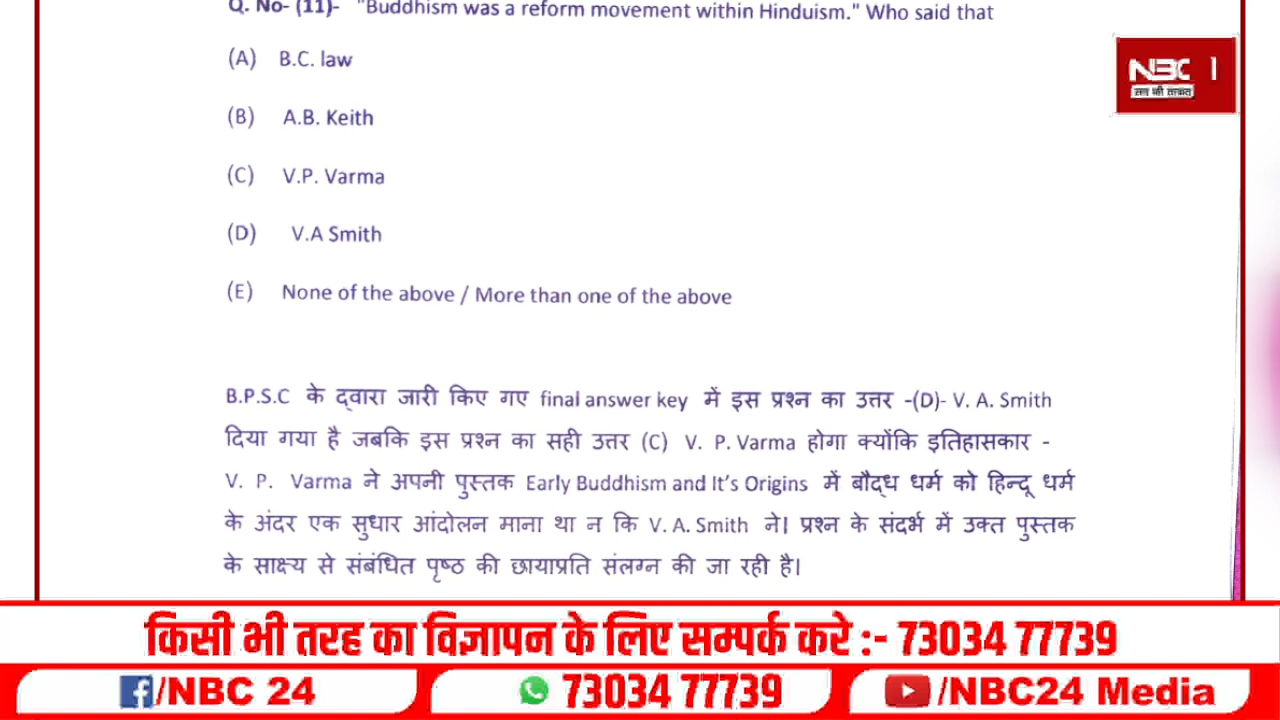 Q. No- (11)- "Buddhism was a reform movement within Hinduism." Who said that
(A) B.C. law
(B) A.B. Keith
(C) V.P. Varma
(D) V.A Smith
(E) None of the above / More than one of the above
B.P.S.C के द्वारा जारी किए गए final answer key में इस प्रश्न का उत्तर -(D)- V. A. Smith
दिया गया है जबकि इस प्रश्न का सही उत्तर (C) V. P. Varma होगा क्योंकि इतिहासकार -
V. P. Varma ने अपनी पुस्तक Early Buddhism and It's Origins में बौद्ध धर्म को हिन्दू धर्म
के अंदर एक सुधार आंदोलन माना था न कि V. A. Smith ने। प्रश्न के संदर्भ में उक्त पुस्तक
के साक्ष्य से संबंधित पृष्ठ की छायाप्रति संलग्न की जा रही है।
NBC
सच की ताकत
किसी भी तरह का विज्ञापन के लिए सम्पर्क करे :- 73034 77739
/NBC 24
73034 77739
/NBC24 Media